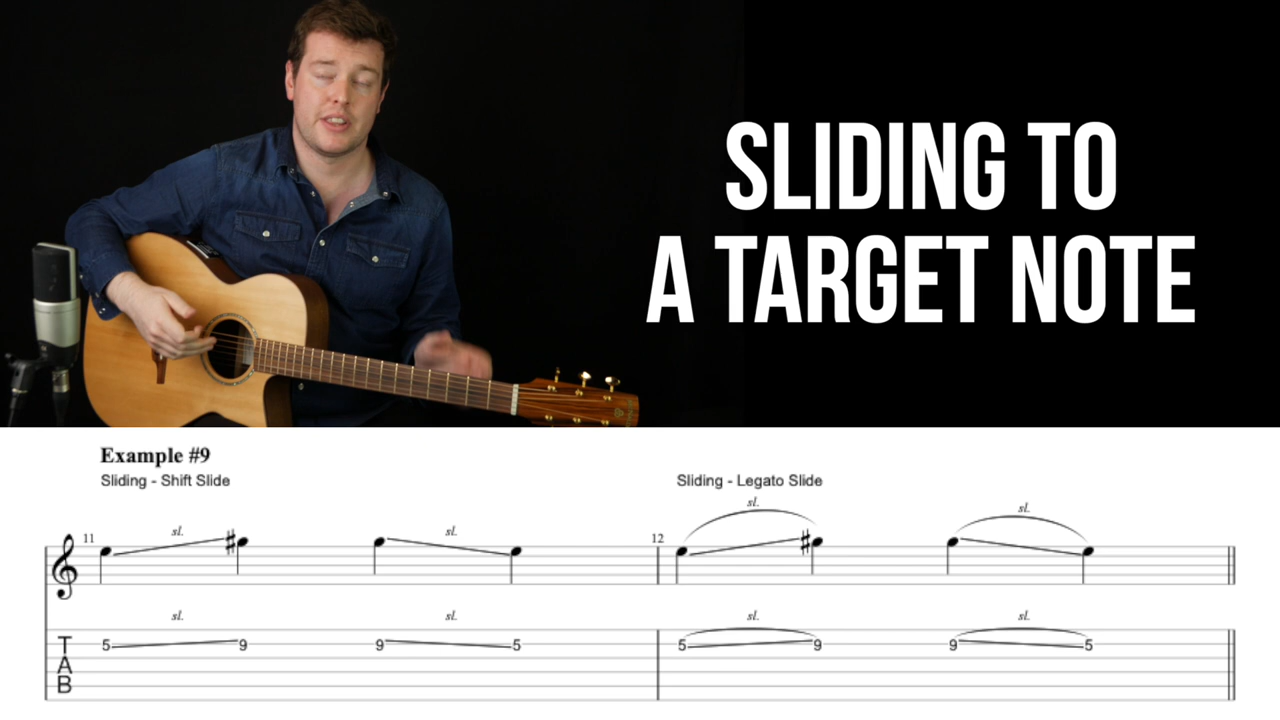 SLIDING TO
A TARGET NOTE
Example #9
Sliding - Shift Slide
Sliding - Legato Slide
11 sl. sl. 12 sl. sl.
sl. sl. sl. sl.
T 5 9 9 5 5 9 9 5
A
B